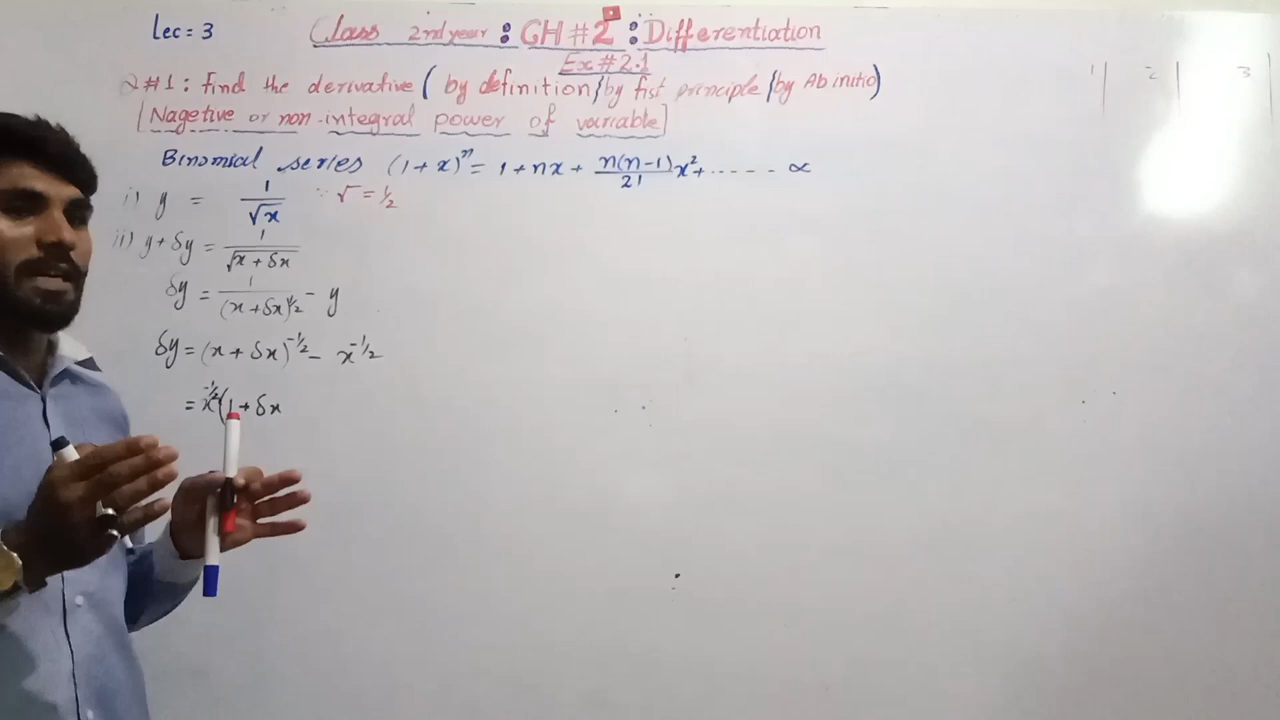 Lec = 3
Class 2nd year : CH # 2 : Differentiation
Ex # 2.1
Q # 1 : Find the derivative ( by definition / by fist principle / by Ab initio )
[ Nagetive or non-integral power of variable ]
Binomial series (1+x)^n = 1 + nx + n(n-1)/2! x² + ----- ∝
i) y = 1/√x ∵ √ = 1/2
ii) y + δy = 1/√(x + δx)
δy = 1/(x + δx)^1/2 - y
δy = (x + δx)^-1/2 - x^-1/2
= x^-1/2 (1 + δx
1 | 2 | 3 |